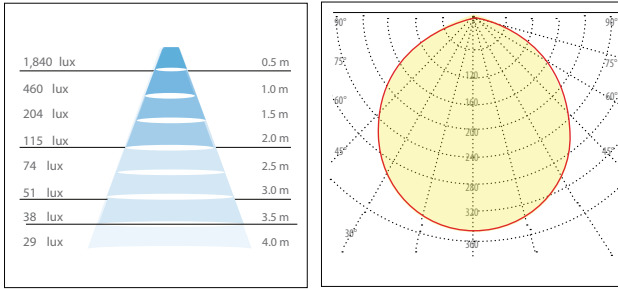 1,840 lux 0.5 m
460 lux 1.0 m
204 lux 1.5 m
115 lux 2.0 m
74 lux 2.5 m
51 lux 3.0 m
38 lux 3.5 m
29 lux 4.0 m
90° 90°
75° 75°
60° 60°
45° 45°
30°
120
160
200
240
280
320
360